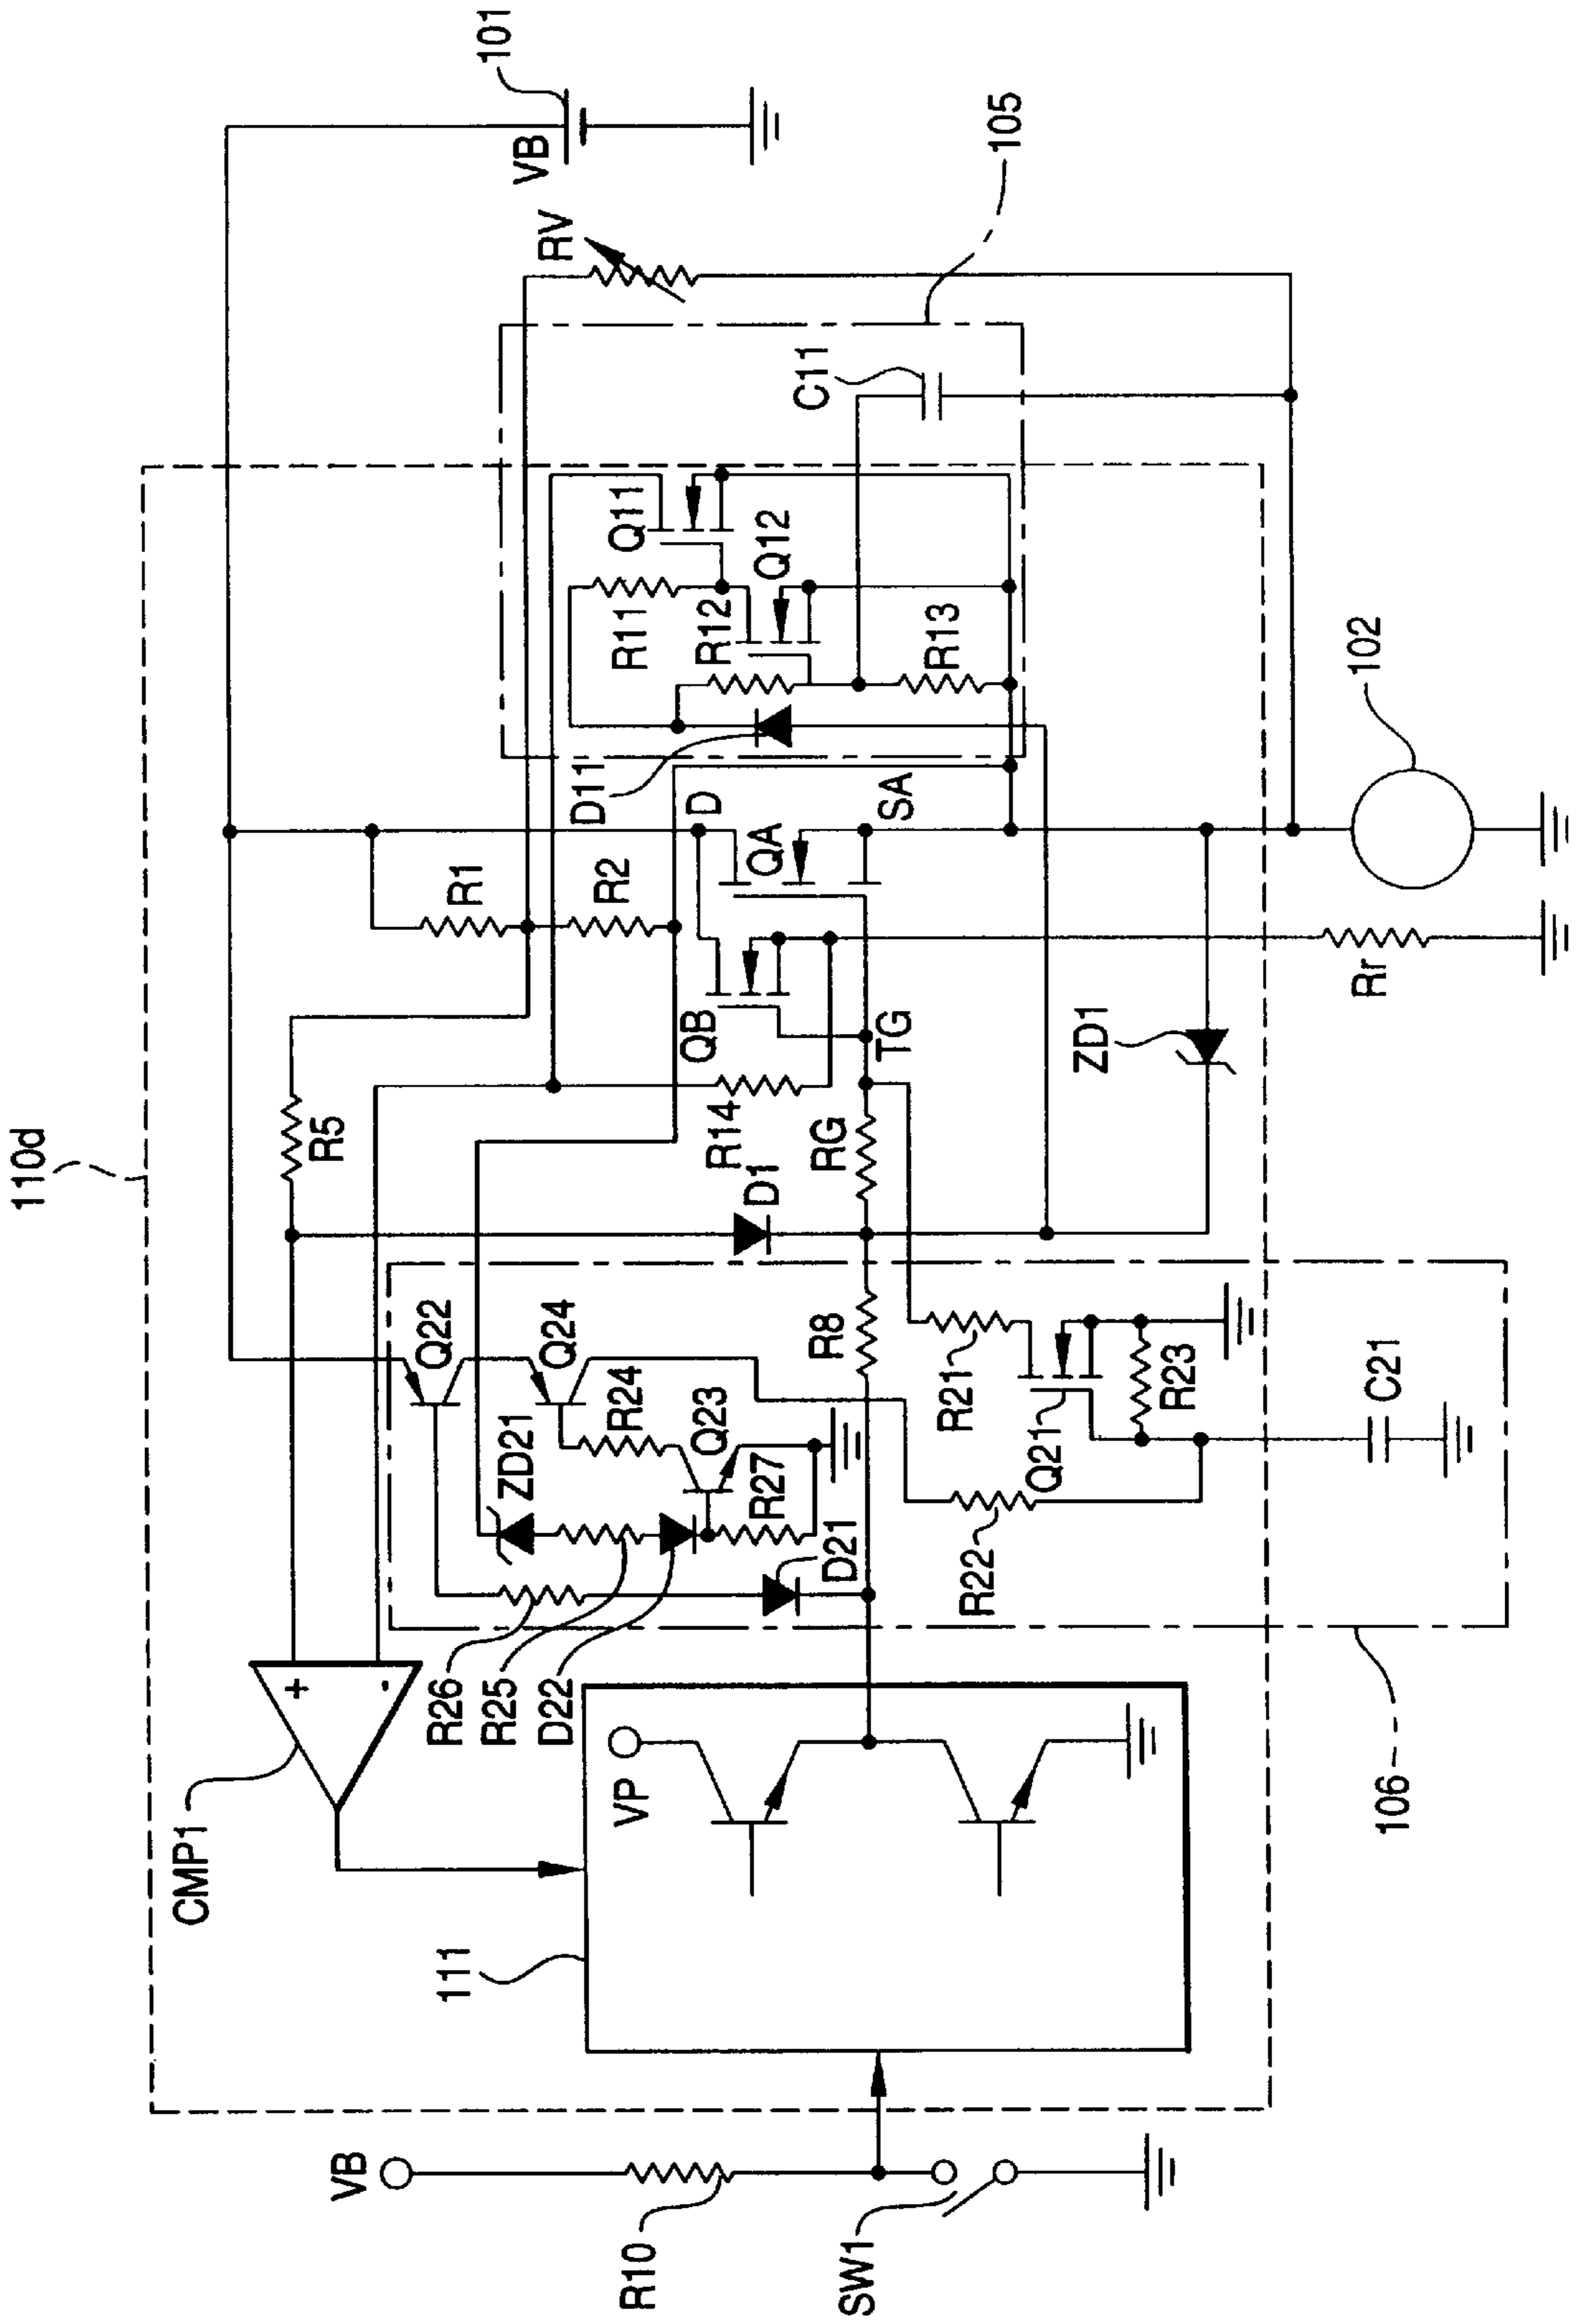 110d
101
VB
RV
105
C11
Q11
Q12
R11
R12
R13
D11
D
R1
R2
QA
SA
QB
TG
102
Rr
ZD1
R5
R14
RG
D1
Q22
Q24
R8
R24
ZD21
Q23
R27
D21
R21
Q21
R23
C21
R22
R26
R25
D22
+
-
CMP1
VP
111
106
VB
R10
SW1